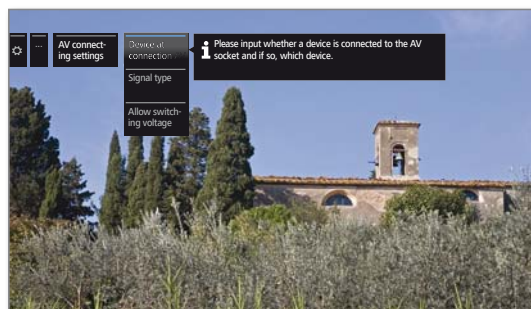 ...
AV connect-
ing settings
Device at
connection
Please input whether a device is connected to the AV
socket and if so, which device.
Signal type
Allow switch-
ing voltage